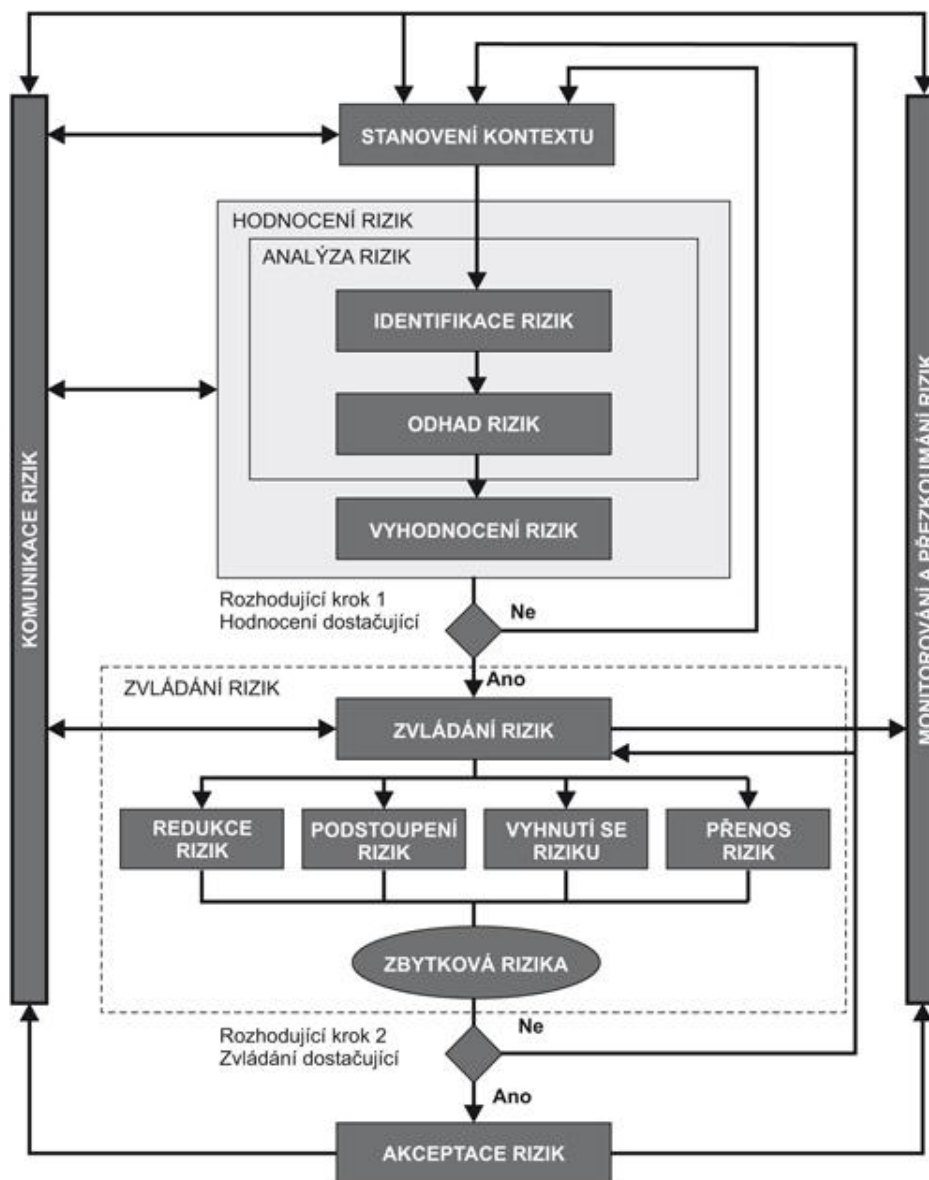 STANOVENÍ KONTEXTU
HODNOCENÍ RIZIK
ANALÝZA RIZIK
IDENTIFIKACE RIZIK
ODHAD RIZIK
VYHODNOCENÍ RIZIK
KOMUNIKACE RIZIK
MONITOROVÁNÍ A PŘEZKOUMÁNÍ RIZIK
Rozhodující krok 1
Hodnocení dostačující
Ne
Ano
ZVLÁDÁNÍ RIZIK
ZVLÁDÁNÍ RIZIK
REDUKCE
RIZIK
PODSTOUPENÍ
RIZIK
VYHNUTÍ SE
RIZIKU
PŘENOS
RIZIK
ZBYTKOVÁ RIZIKA
Rozhodující krok 2
Zvládání dostačující
Ne
Ano
AKCEPTACE RIZIK